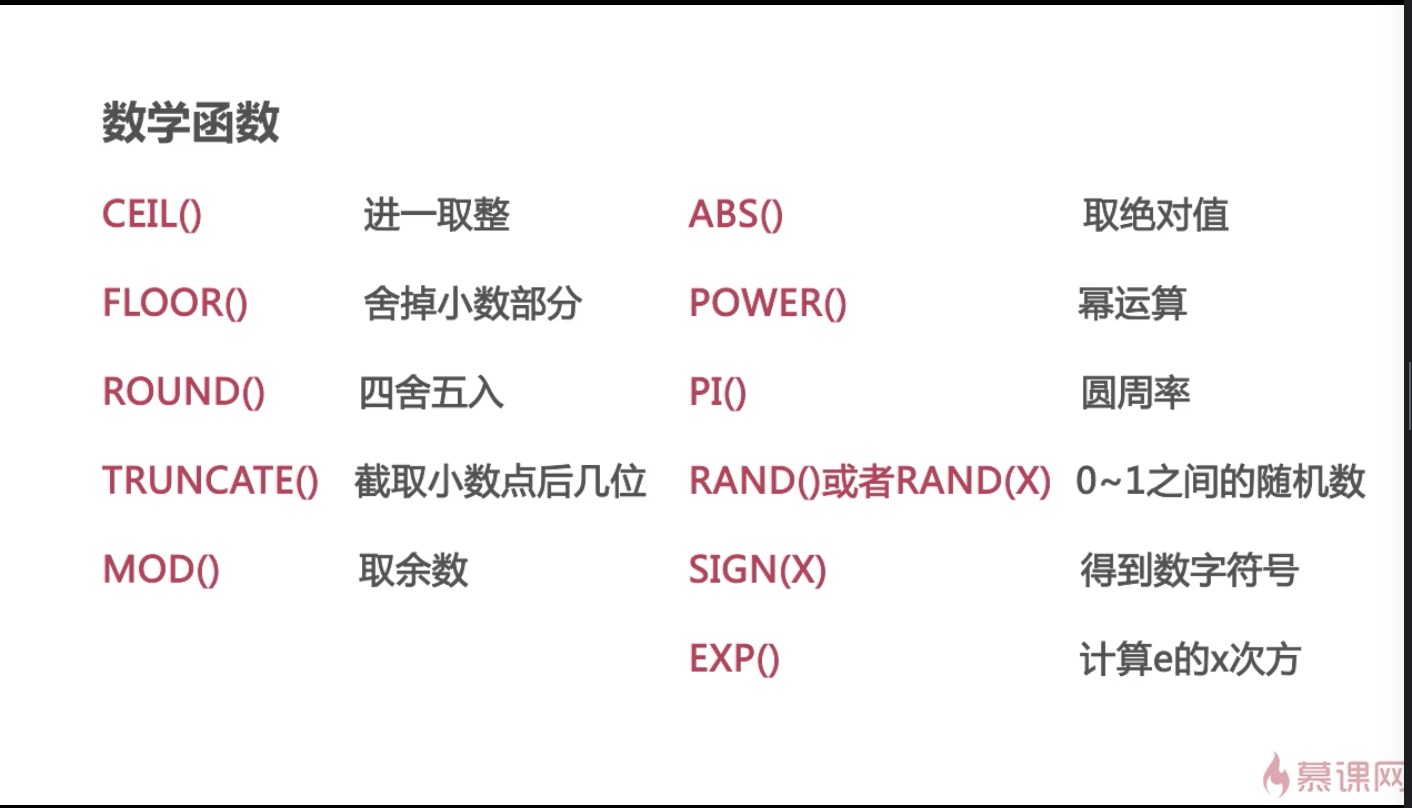 数学函数
CEIL() 进一取整 ABS() 取绝对值
FLOOR() 舍掉小数部分 POWER() 幂运算
ROUND() 四舍五入 PI() 圆周率
TRUNCATE() 截取小数点后几位 RAND()或者RAND(X) 0~1之间的随机数
MOD() 取余数 SIGN(X) 得到数字符号
EXP() 计算e的x次方
慕课网